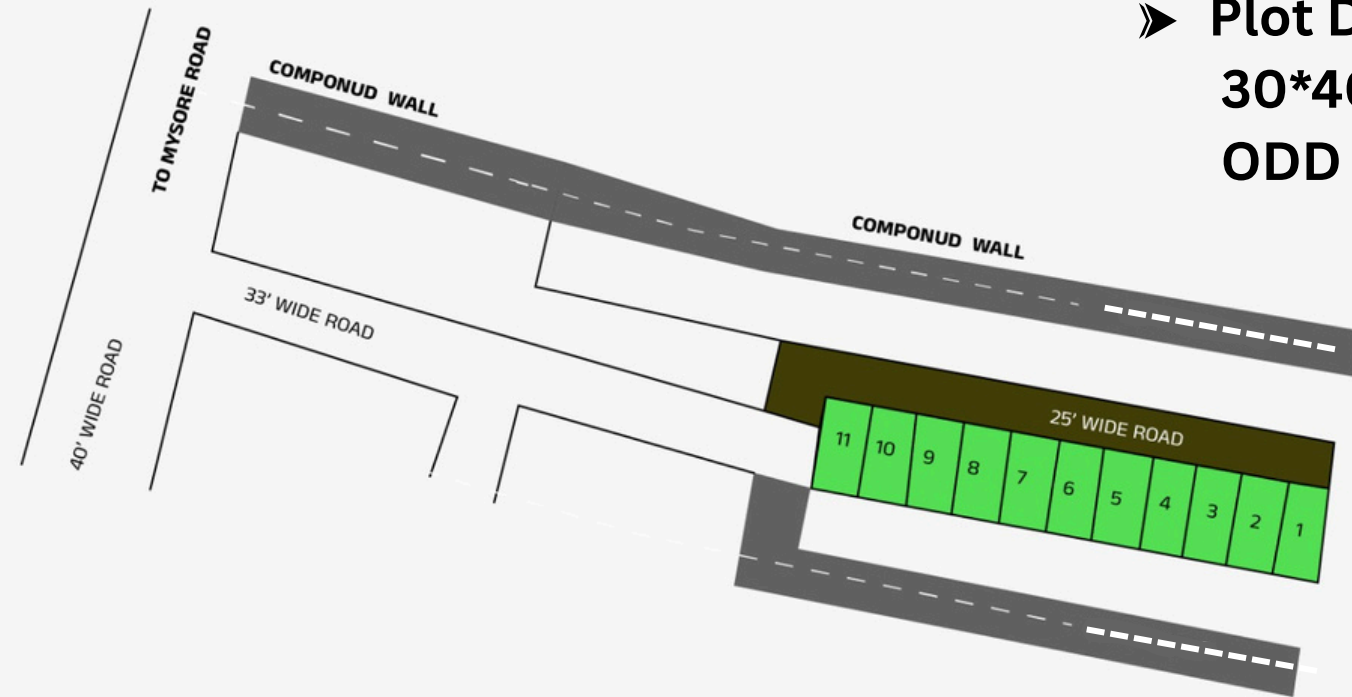 ➤ Plot D
30*40
ODD
TO MYSORE ROAD
COMPONUD WALL
COMPONUD WALL
33' WIDE ROAD
40' WIDE ROAD
25' WIDE ROAD
11
10
9
8
7
6
5
4
3
2
1